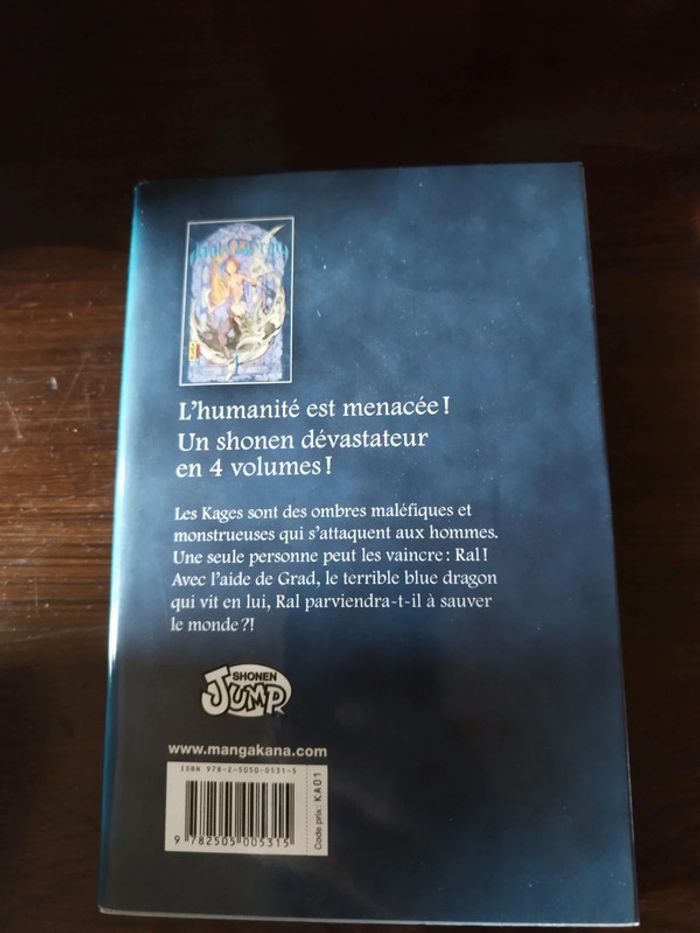 L'humanité est menacée !
Un shonen dévastateur
en 4 volumes !
Les Kages sont des ombres maléfiques et
monstrueuses qui s'attaquent aux hommes.
Une seule personne peut les vaincre : Ral !
Avec l'aide de Grad, le terrible blue dragon
qui vit en lui, Ral parviendra-t-il à sauver
le monde ?!
SHONEN
JUMP
www.mangakana.com
ISBN 978-2-5050-0531-5
9 782505 005315
Code prix : KA01